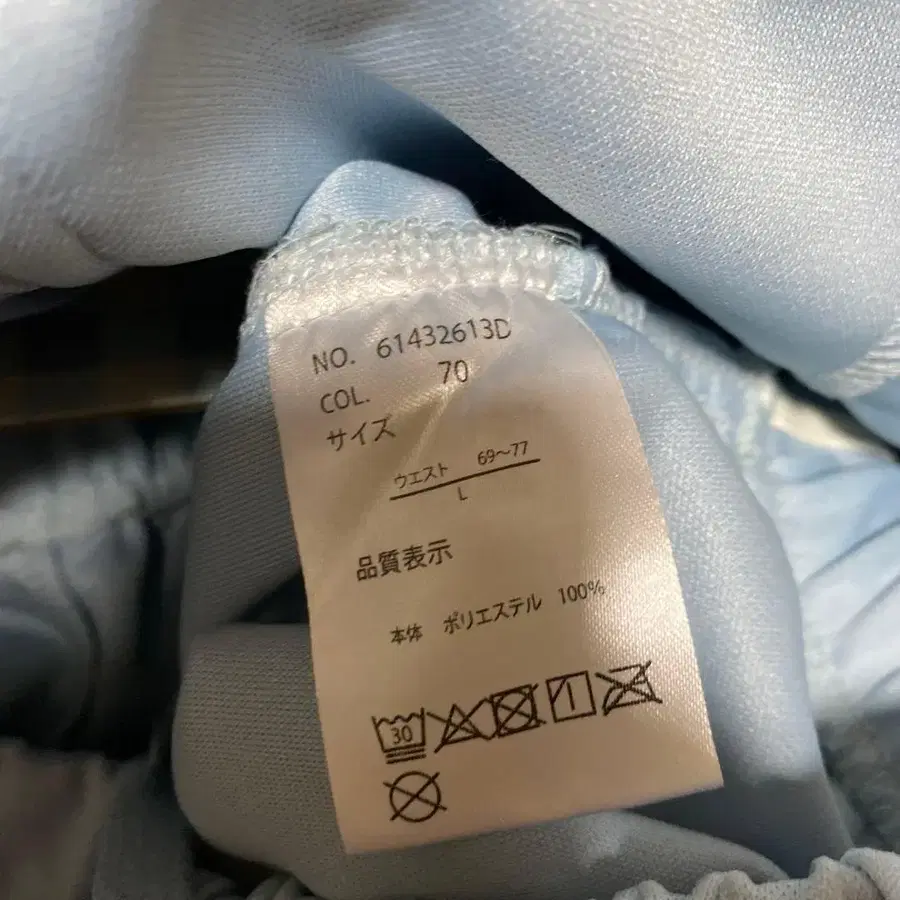 NO. 61432613D
COL. 70
サイズ
ウエスト 69～77
L
品質表示
本体 ポリエステル 100%
30